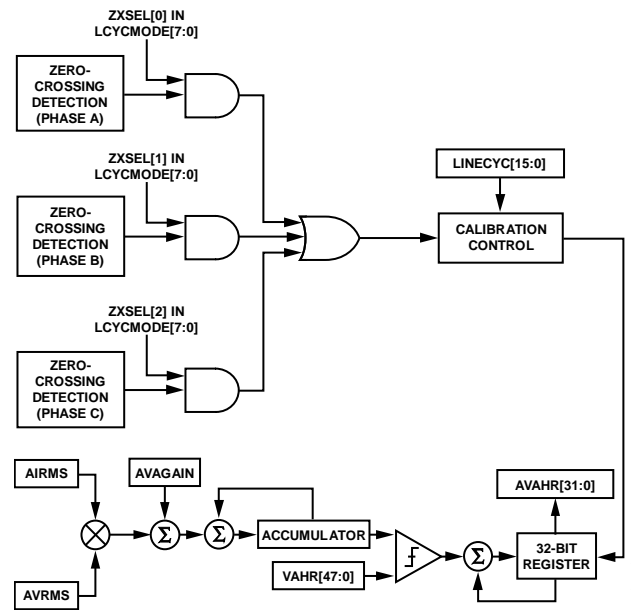 ZXSEL[0] IN
LCYCMODE[7:0]
ZERO-
CROSSING
DETECTION
(PHASE A)
ZXSEL[1] IN
LCYCMODE[7:0]
ZERO-
CROSSING
DETECTION
(PHASE B)
LINECYC[15:0]
CALIBRATION
CONTROL
ZXSEL[2] IN
LCYCMODE[7:0]
ZERO-
CROSSING
DETECTION
(PHASE C)
AIRMS
AVAGAIN
AVAHR[31:0]
Σ
Σ
ACCUMULATOR
Σ
32-BIT
REGISTER
AVRMS
VAHR[47:0]